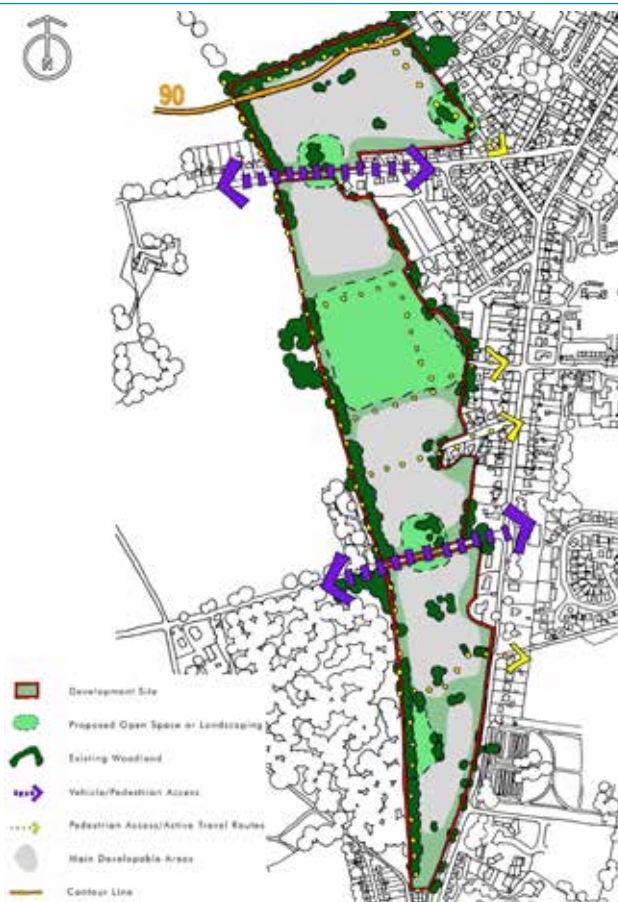 N
90
Development Site
Proposed Open Space or Landscaping
Existing Woodland
Vehicle/Pedestrian Access
Pedestrian Access/Active Travel Routes
Main Developable Areas
Contour Line